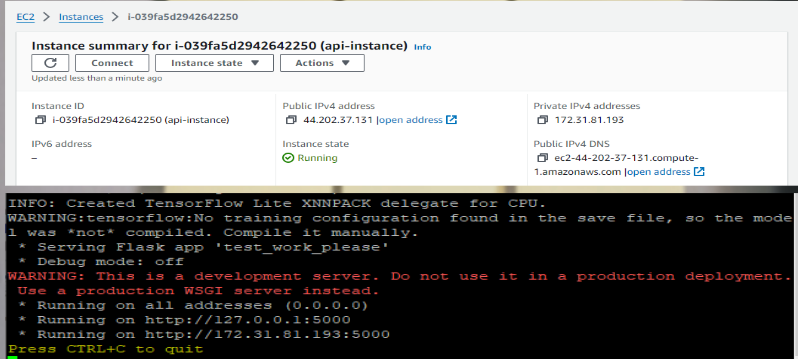 EC2 > Instances > i-039fa5d2942642250
Instance summary for i-039fa5d2942642250 (api-instance) Info
Connect Instance state ▼ Actions ▼
Updated less than a minute ago
Instance ID
i-039fa5d2942642250 (api-instance)
Public IPv4 address
44.202.37.131 |open address
Private IPv4 addresses
172.31.81.193
IPv6 address
–
Instance state
Running
Public IPv4 DNS
ec2-44-202-37-131.compute-
1.amazonaws.com |open address
INFO: Created TensorFlow Lite XNNPACK delegate for CPU.
WARNING:tensorflow:No training configuration found in the save file, so the mode
l was *not* compiled. Compile it manually.
* Serving Flask app 'test_work_please'
* Debug mode: off
WARNING: This is a development server. Do not use it in a production deployment.
Use a production WSGI server instead.
* Running on all addresses (0.0.0.0)
* Running on http://127.0.0.1:5000
* Running on http://172.31.81.193:5000
Press CTRL+C to quit